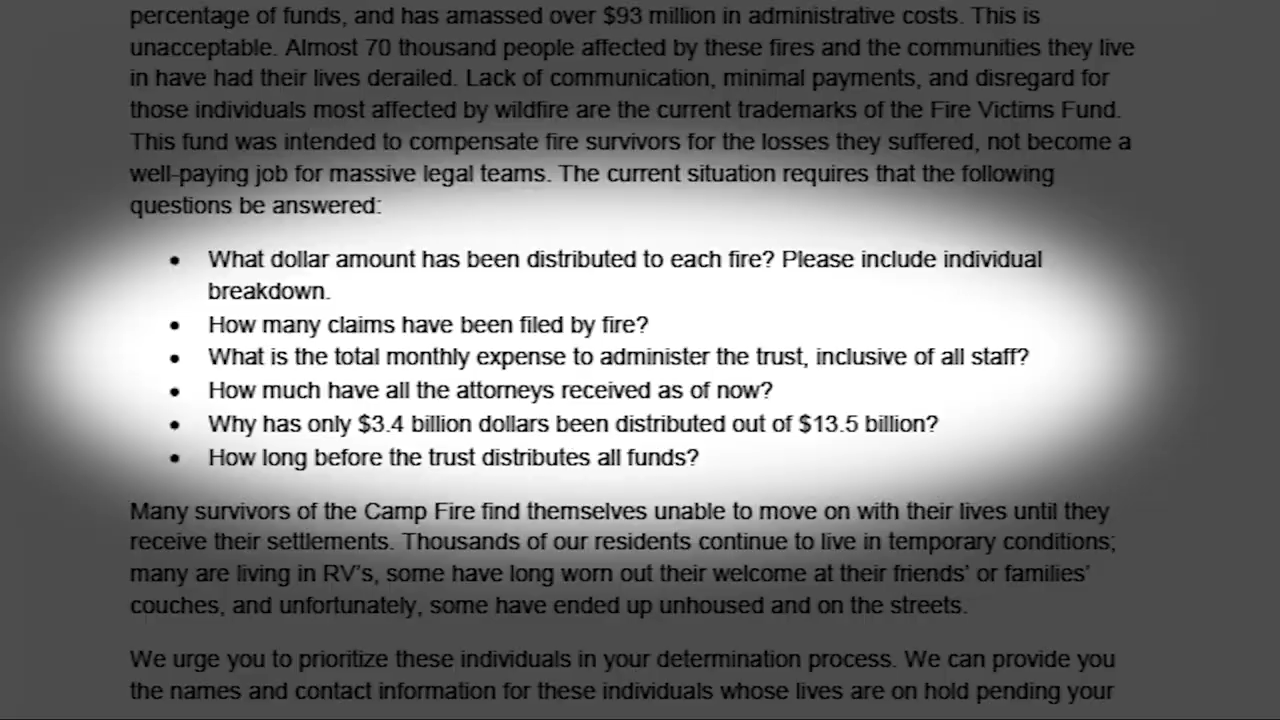 percentage of funds, and has amassed over $93 million in administrative costs. This is
unacceptable. Almost 70 thousand people affected by these fires and the communities they live
in have had their lives derailed. Lack of communication, minimal payments, and disregard for
those individuals most affected by wildfire are the current trademarks of the Fire Victims Fund.
This fund was intended to compensate fire survivors for the losses they suffered, not become a
well-paying job for massive legal teams. The current situation requires that the following
questions be answered:
• What dollar amount has been distributed to each fire? Please include individual
breakdown.
• How many claims have been filed by fire?
• What is the total monthly expense to administer the trust, inclusive of all staff?
• How much have all the attorneys received as of now?
• Why has only $3.4 billion dollars been distributed out of $13.5 billion?
• How long before the trust distributes all funds?
Many survivors of the Camp Fire find themselves unable to move on with their lives until they
receive their settlements. Thousands of our residents continue to live in temporary conditions;
many are living in RV's, some have long worn out their welcome at their friends' or families'
couches, and unfortunately, some have ended up unhoused and on the streets.
We urge you to prioritize these individuals in your determination process. We can provide you
the names and contact information for these individuals whose lives are on hold pending your